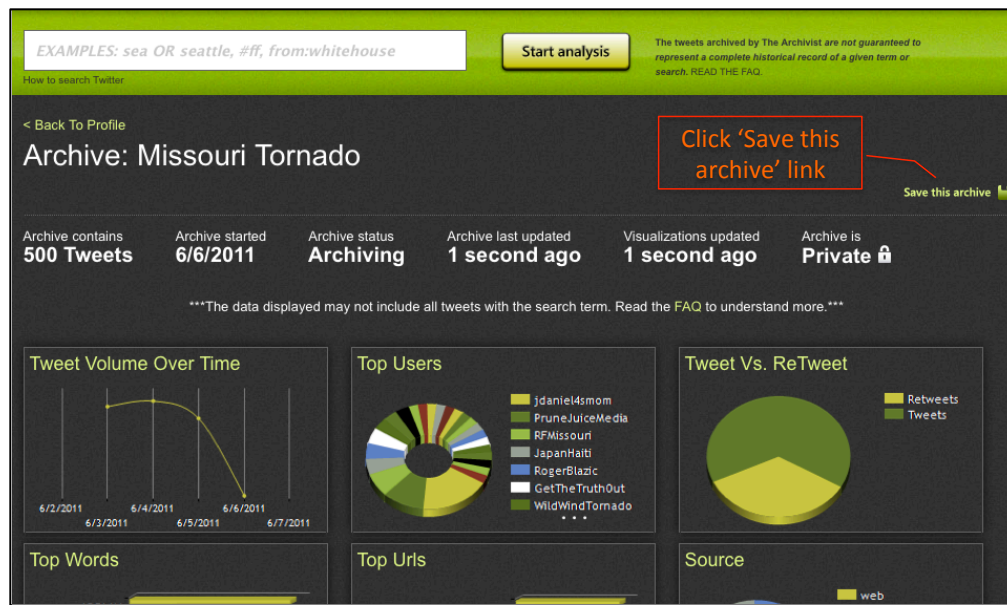 EXAMPLES: sea OR seattle, #ff, from:whitehouse
Start analysis
The tweets archived by The Archivist are not guaranteed to
represent a complete historical record of a given term or
search. READ THE FAQ.
How to search Twitter
< Back To Profile
Archive: Missouri Tornado
Click ‘Save this
archive’ link
Save this archive
Archive contains
500 Tweets
Archive started
6/6/2011
Archive status
Archiving
Archive last updated
1 second ago
Visualizations updated
1 second ago
Archive is
Private
***The data displayed may not include all tweets with the search term. Read the FAQ to understand more.***
Tweet Volume Over Time
6/2/2011
6/3/2011
6/4/2011
6/5/2011
6/6/2011
6/7/2011
Top Users
jdaniel4smom
PruneJuiceMedia
RFMissouri
JapanHaiti
RogerBlazic
GetTheTruthOut
WildWindTornado
...
Tweet Vs. ReTweet
Retweets
Tweets
Top Words
Top Urls
Source
web